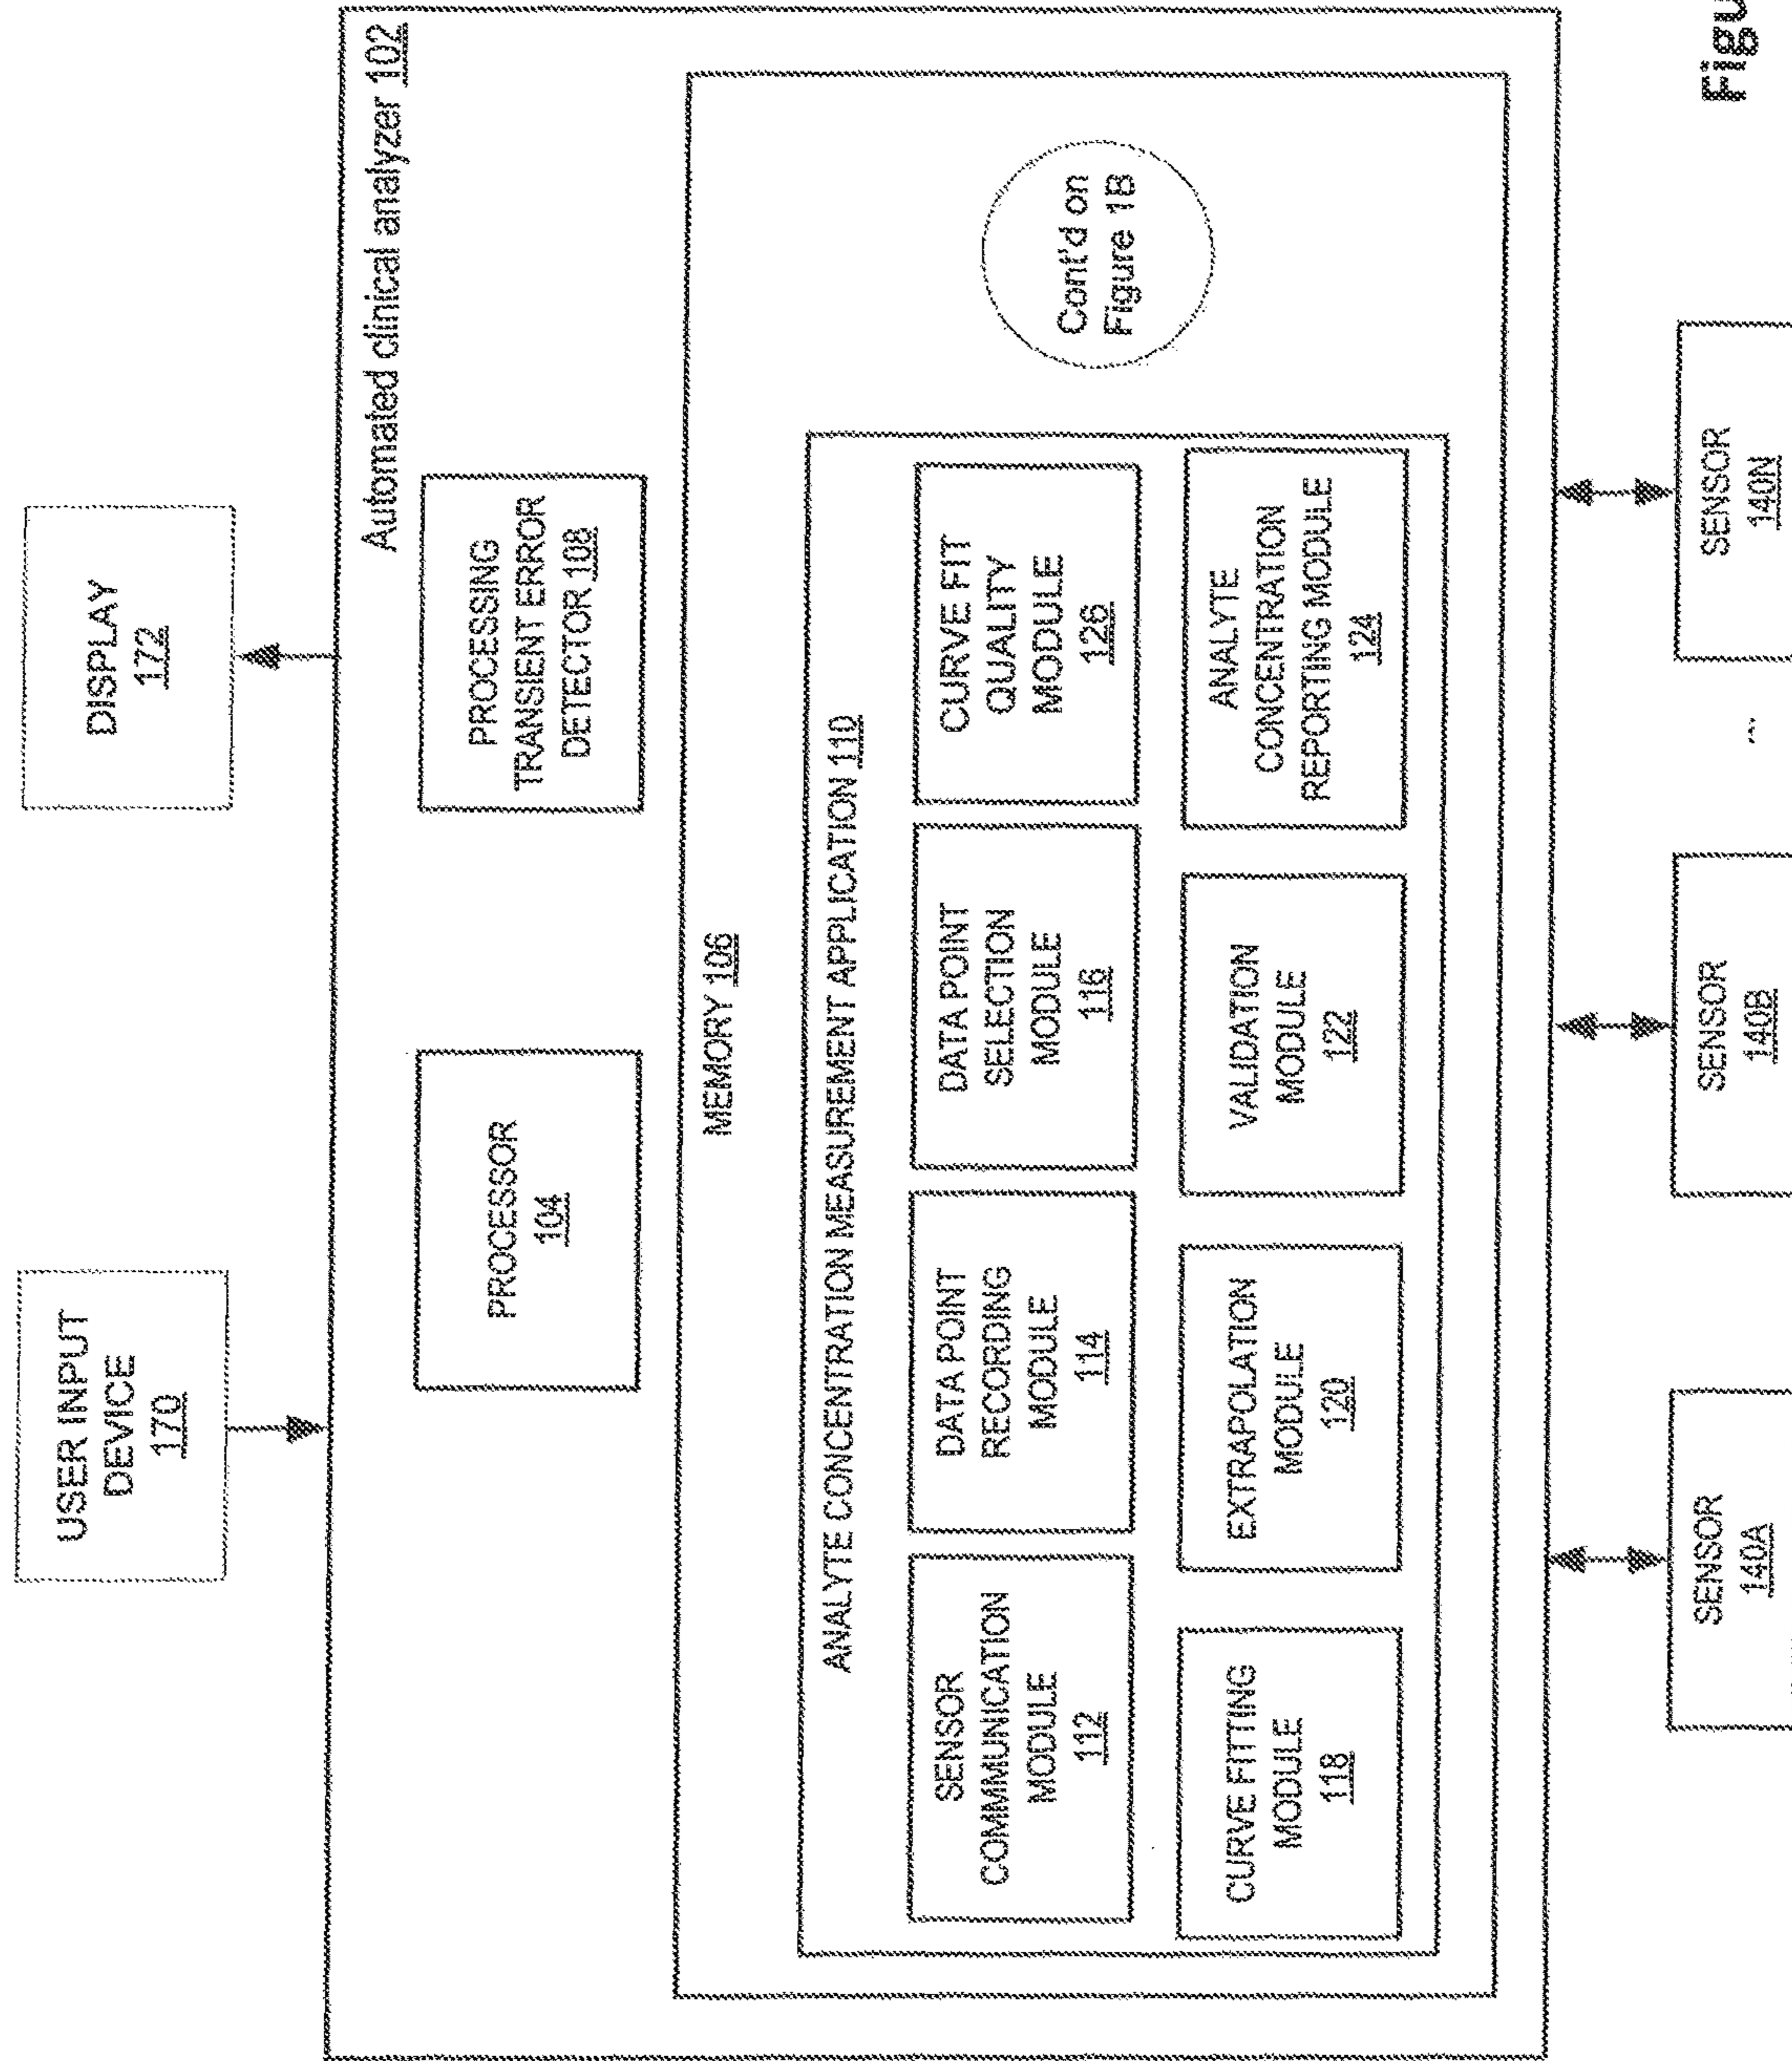 USER INPUT
DEVICE
170
DISPLAY
172
Automated clinical analyzer 102
PROCESSOR
104
PROCESSING
TRANSIENT ERROR
DETECTOR 108
MEMORY 106
ANALYTE CONCENTRATION MEASUREMENT APPLICATION 110
SENSOR
COMMMUNICATION
MODULE
112
DATA POINT
RECORDING
MODULE
114
DATA POINT
SELECTION
MODULE
116
CURVE FIT
QUALITY
MODULE
126
CURVE FITTING
MODULE
118
EXTRAPOLATION
MODULE
120
VALIDATION
MODULE
122
ANALYTE
CONCENTRATION
REPORTING MODULE
124
Cont'd on
Figure 1B
SENSOR
140A
SENSOR
140B
...
SENSOR
140N